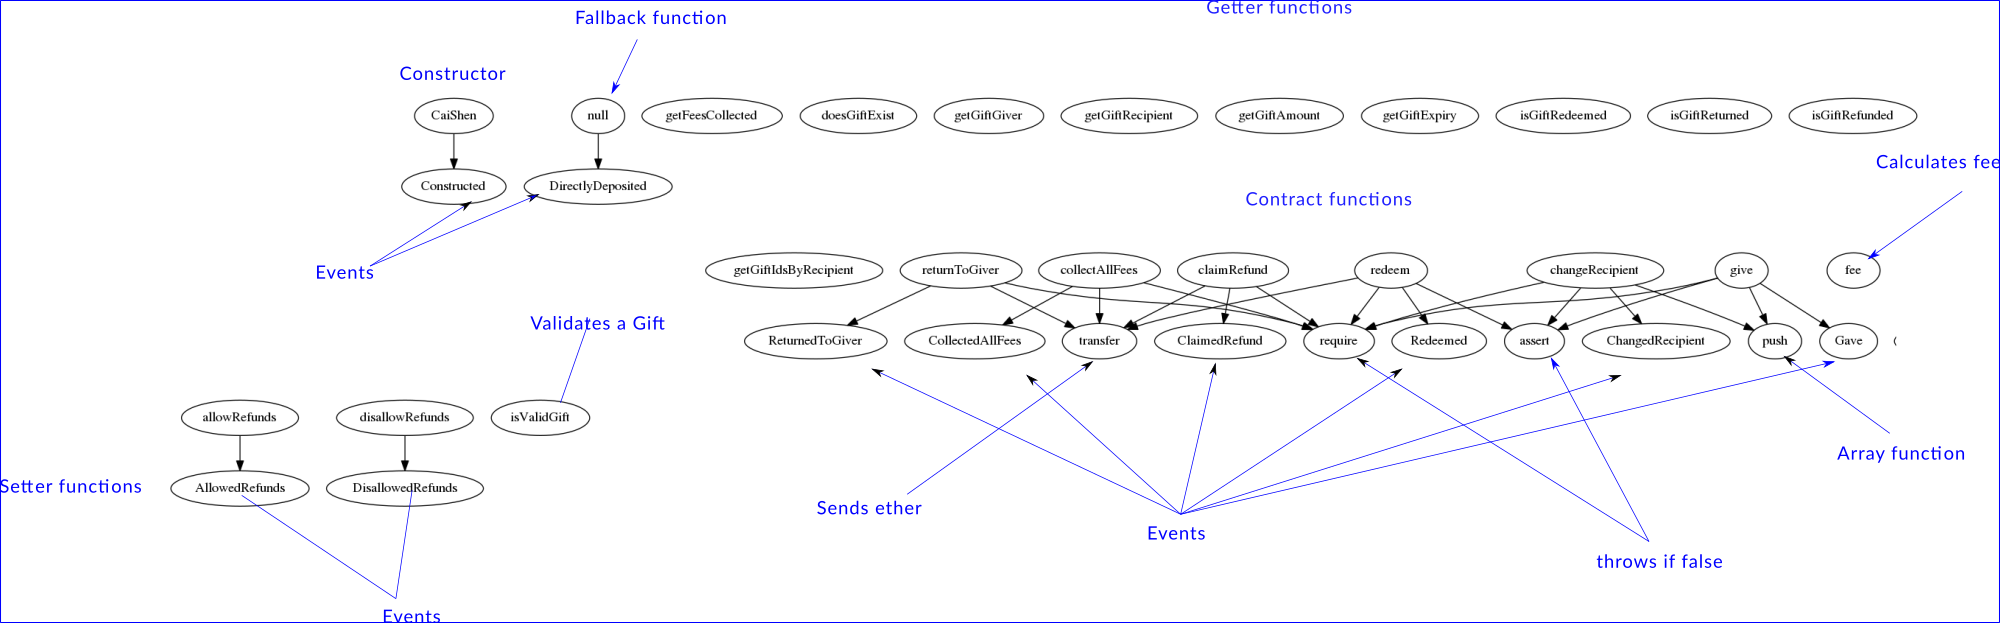 Getter functions
Fallback function
Constructor
CaiShen
null
getFeesCollected
doesGiftExist
getGiftGiver
getGiftRecipient
getGiftAmount
getGiftExpiry
isGiftRedeemed
isGiftReturned
isGiftRefunded
Calculates fee
Constructed
DirectlyDeposited
Contract functions
Events
getGiftIdsByRecipient
returnToGiver
collectAllFees
claimRefund
redeem
changeRecipient
give
fee
Validates a Gift
ReturnedToGiver
CollectedAllFees
transfer
ClaimedRefund
require
Redeemed
assert
ChangedRecipient
push
Gave
allowRefunds
disallowRefunds
isValidGift
Array function
Setter functions
AllowedRefunds
DisallowedRefunds
Sends ether
Events
throws if false
Events